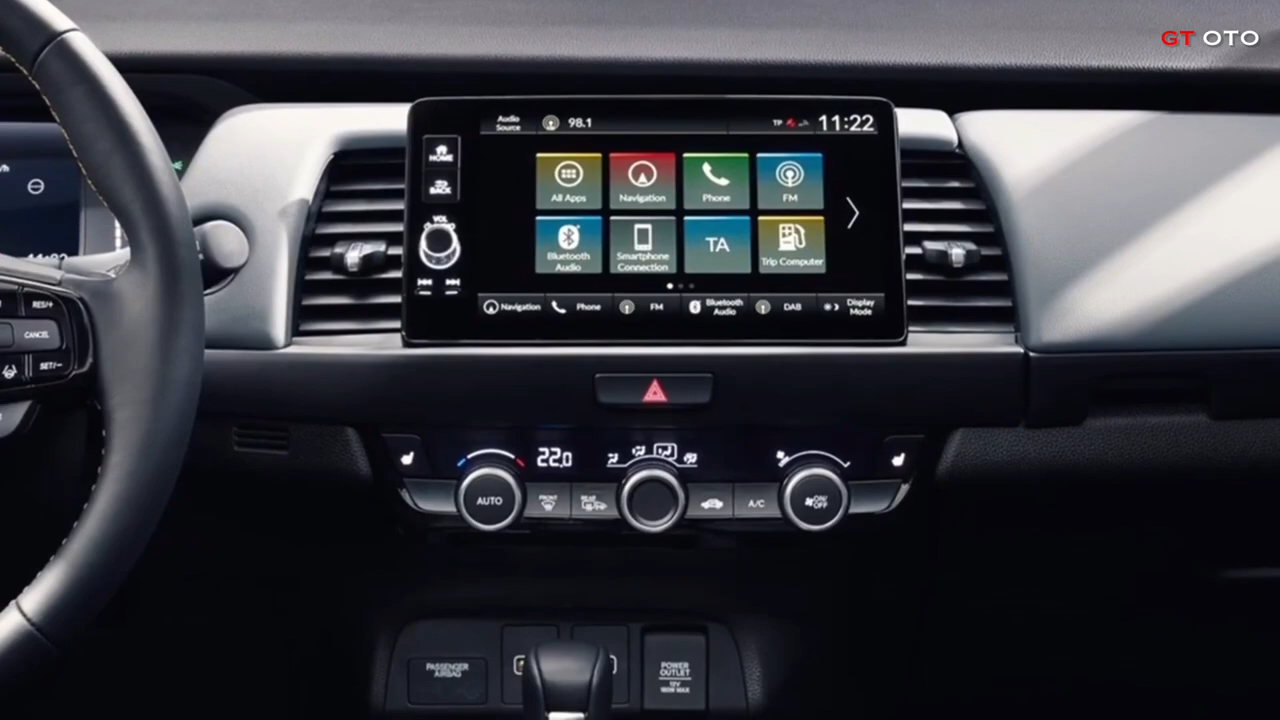 GT OTO
Audio
Source
98.1
TP
11:22
HOME
BACK
VOL
All Apps
Navigation
Phone
FM
Bluetooth
Audio
Smartphone
Connection
TA
Trip Computer
Navigation
Phone
FM
Bluetooth
Audio
DAB
Display
Mode
RES/+
CANCEL
SET/−
22.0
AUTO
FRONT
REAR
A/C
ON/
OFF
PASSENGER
AIRBAG
POWER
OUTLET
12V
180W MAX